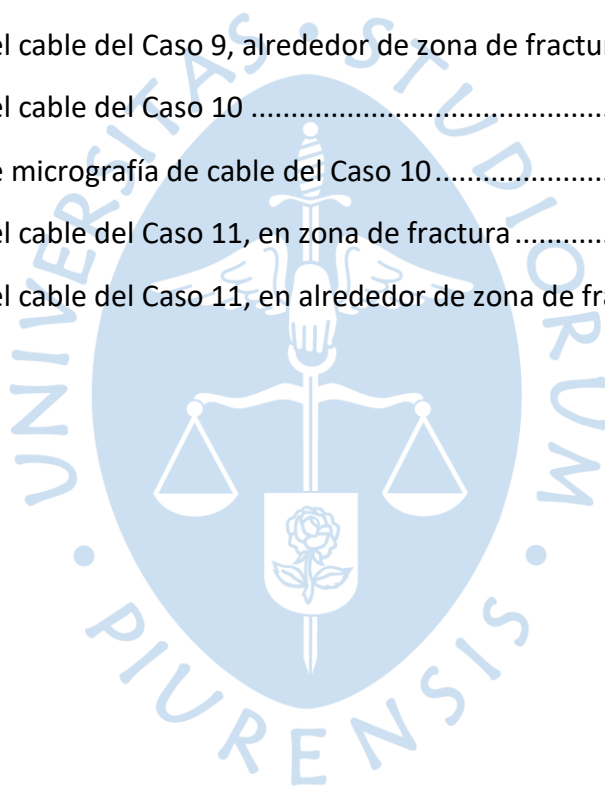 el cable del Caso 9, alrededor de zona de fractu
el cable del Caso 10 ....................................
e micrografía de cable del Caso 10 ....................
el cable del Caso 11, en zona de fractura ............
el cable del Caso 11, en alrededor de zona de fra
UNIVERSITAS • STUDIORUM • PIURENSIS •